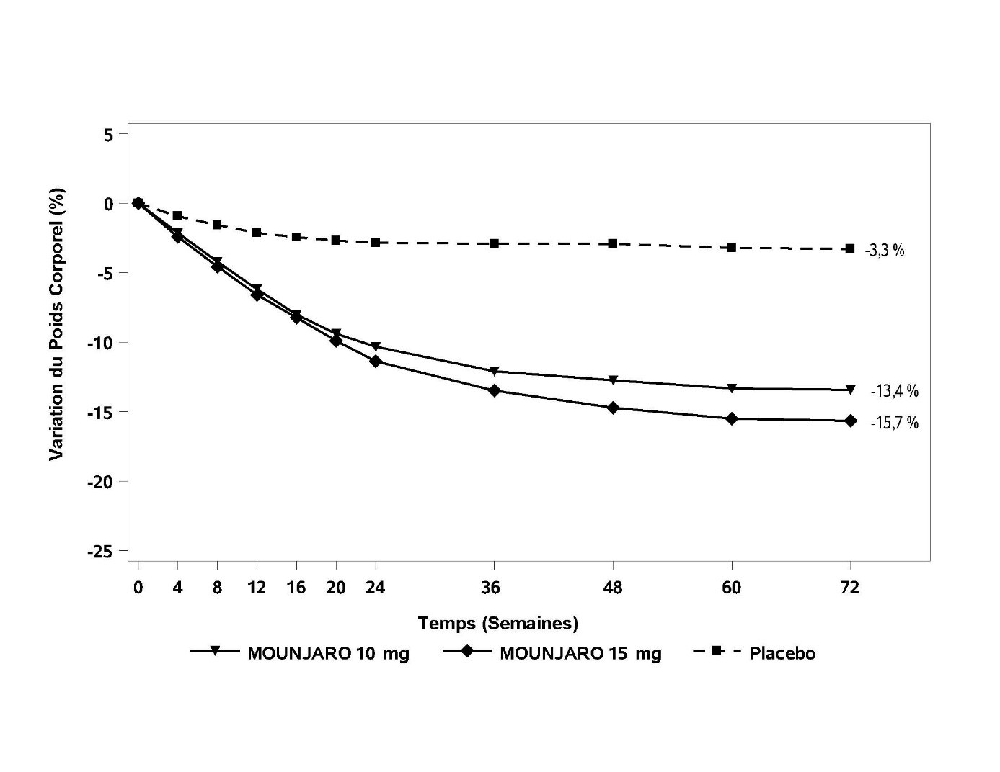 Variation du Poids Corporel (%)
5
0
-5
-10
-15
-20
-25
-3,3 %
-13,4 %
-15,7 %
0 4 8 12 16 20 24 36 48 60 72
Temps (Semaines)
MOUNJARO 10 mg MOUNJARO 15 mg Placebo